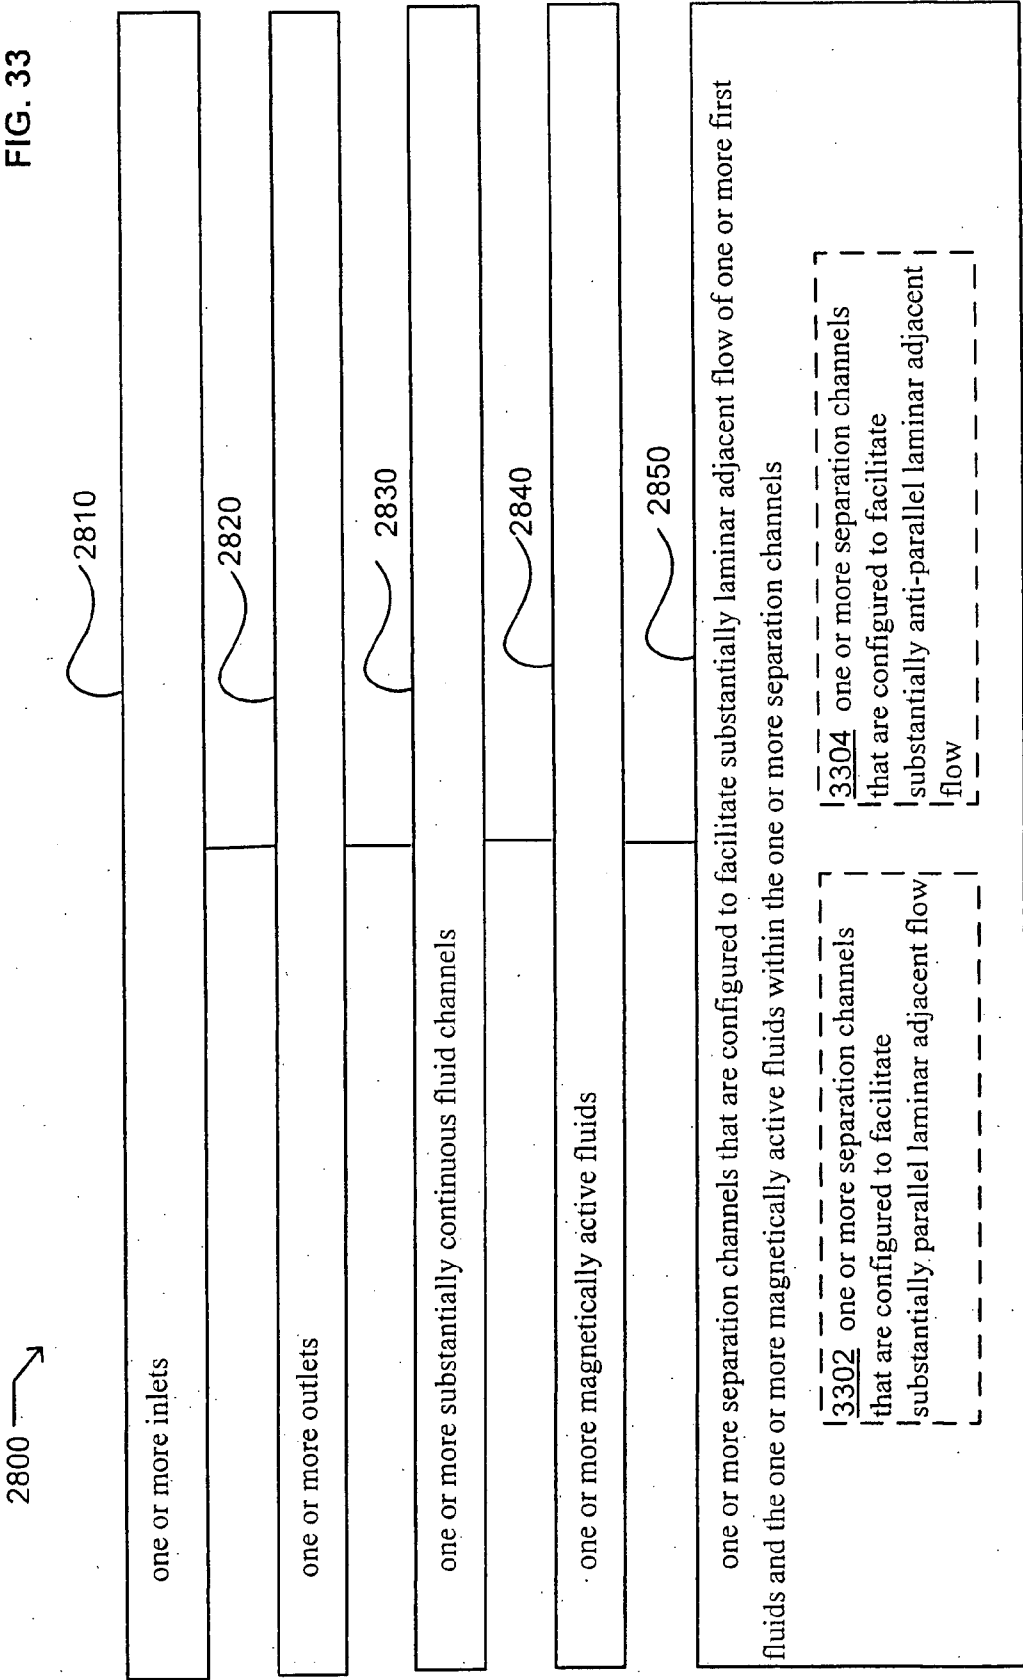 FIG. 33
2800
2810
one or more inlets
2820
one or more outlets
2830
one or more substantially continuous fluid channels
2840
one or more magnetically active fluids
2850
one or more separation channels that are configured to facilitate substantially laminar adjacent flow of one or more first
fluids and the one or more magnetically active fluids within the one or more separation channels
3302 one or more separation channels
that are configured to facilitate
substantially parallel laminar adjacent flow
3304 one or more separation channels
that are configured to facilitate
substantially anti-parallel laminar adjacent
flow